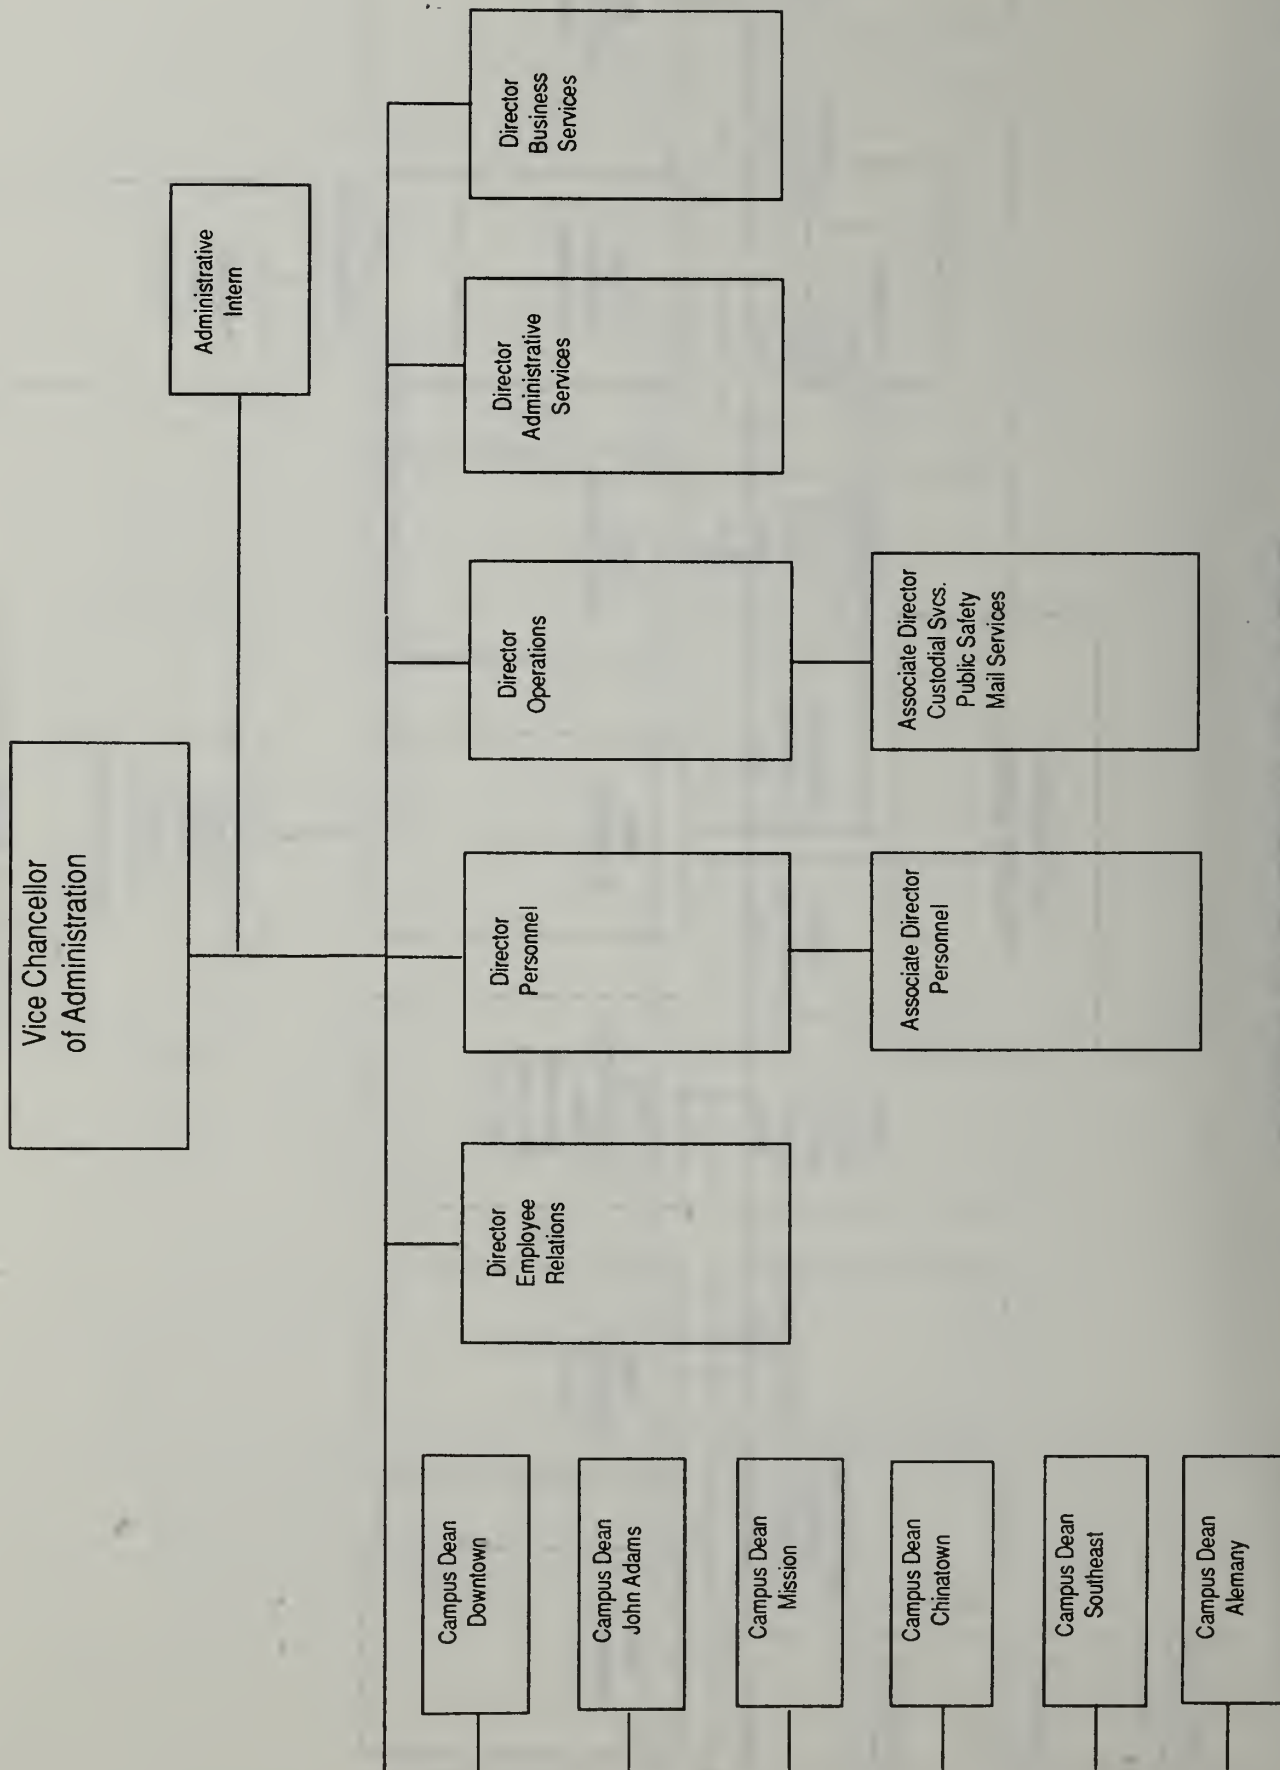 Vice Chancellor
of Administration
Administrative
Intern
Campus Dean
Downtown
Campus Dean
John Adams
Campus Dean
Mission
Campus Dean
Chinatown
Campus Dean
Southeast
Campus Dean
Alemany
Director
Employee
Relations
Director
Personnel
Associate Director
Personnel
Director
Operations
Associate Director
Custodial Svcs.
Public Safety
Mail Services
Director
Administrative
Services
Director
Business
Services